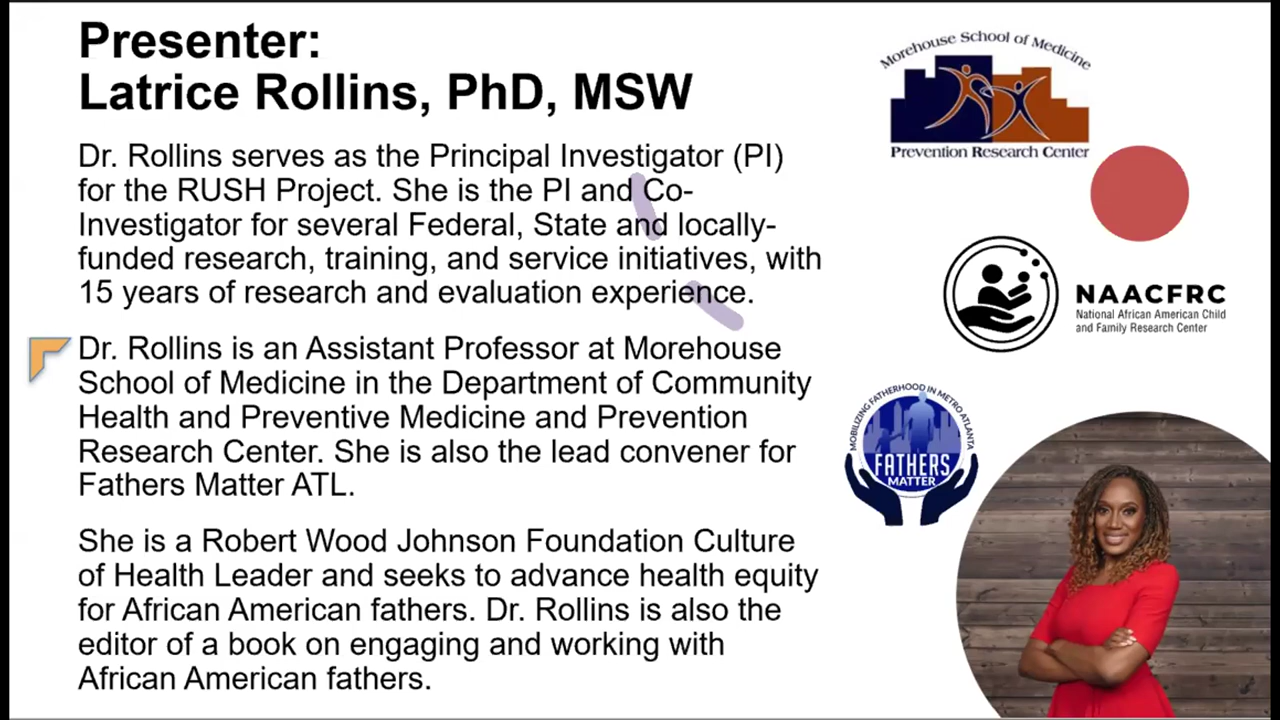 Presenter:
Latrice Rollins, PhD, MSW
Dr. Rollins serves as the Principal Investigator (PI)
for the RUSH Project. She is the PI and Co-
Investigator for several Federal, State and locally-
funded research, training, and service initiatives, with
15 years of research and evaluation experience.
Dr. Rollins is an Assistant Professor at Morehouse
School of Medicine in the Department of Community
Health and Preventive Medicine and Prevention
Research Center. She is also the lead convener for
Fathers Matter ATL.
She is a Robert Wood Johnson Foundation Culture
of Health Leader and seeks to advance health equity
for African American fathers. Dr. Rollins is also the
editor of a book on engaging and working with
African American fathers.
Morehouse School of Medicine
Prevention Research Center
NAACFRC
National African American Child
and Family Research Center
MOBILIZING FATHERHOOD IN METRO ATLANTA
FATHERS
MATTER